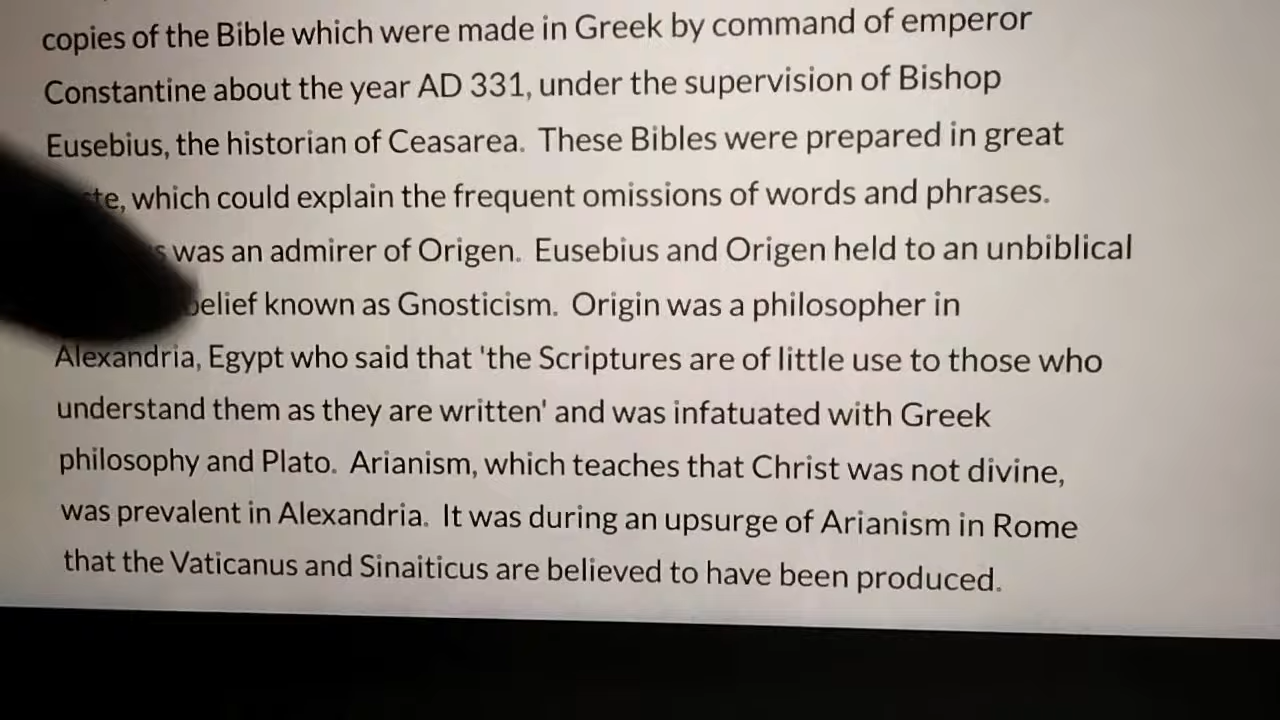 copies of the Bible which were made in Greek by command of emperor
Constantine about the year AD 331, under the supervision of Bishop
Eusebius, the historian of Ceasarea. These Bibles were prepared in great
which could explain the frequent omissions of words and phrases.
was an admirer of Origen. Eusebius and Origen held to an unbiblical
belief known as Gnosticism. Origin was a philosopher in
Alexandria, Egypt who said that 'the Scriptures are of little use to those who
understand them as they are written' and was infatuated with Greek
philosophy and Plato. Arianism, which teaches that Christ was not divine,
was prevalent in Alexandria. It was during an upsurge of Arianism in Rome
that the Vaticanus and Sinaiticus are believed to have been produced.